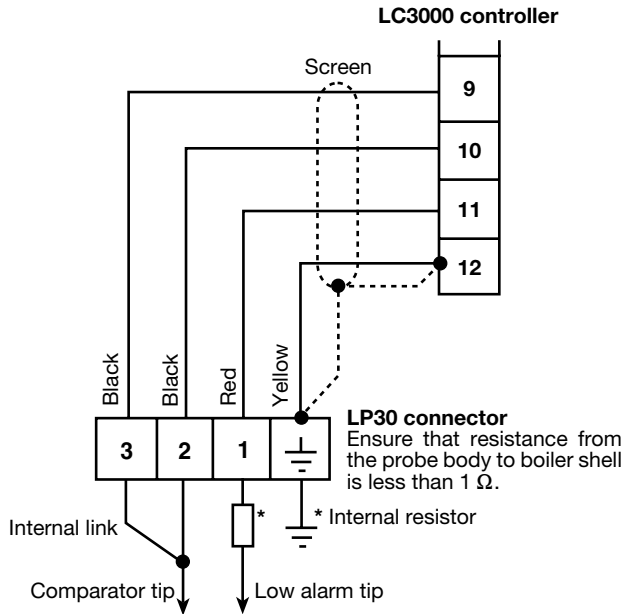 LC3000 controller
Screen
9
10
11
12
Black
Black
Red
Yellow
3
2
1
LP30 connector
Ensure that resistance from
the probe body to boiler shell
is less than 1 Ω.
*
* Internal resistor
Internal link
Comparator tip
Low alarm tip